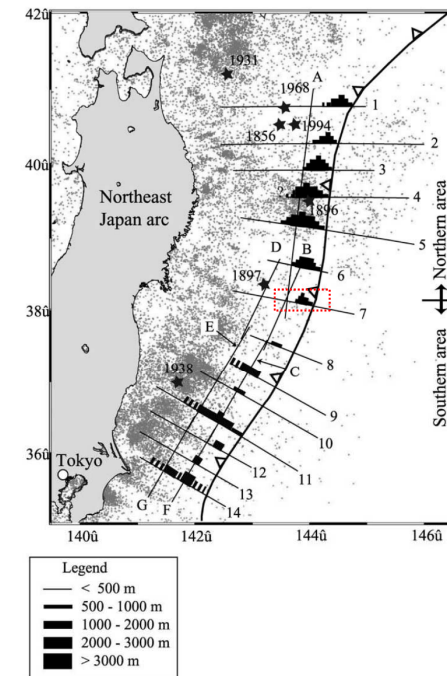 42û
1931
A
1968
1
1856
1994
2
40û
3
Northeast
Japan arc
?
1896
4
5
D
B
1897
6
38û
7
Northern area
Southern area
E
8
1938
C
9
10
11
36û
Tokyo
12
13
G
F
14
140û
142û
144û
146û
Legend
< 500 m
500 - 1000 m
1000 - 2000 m
2000 - 3000 m
> 3000 m